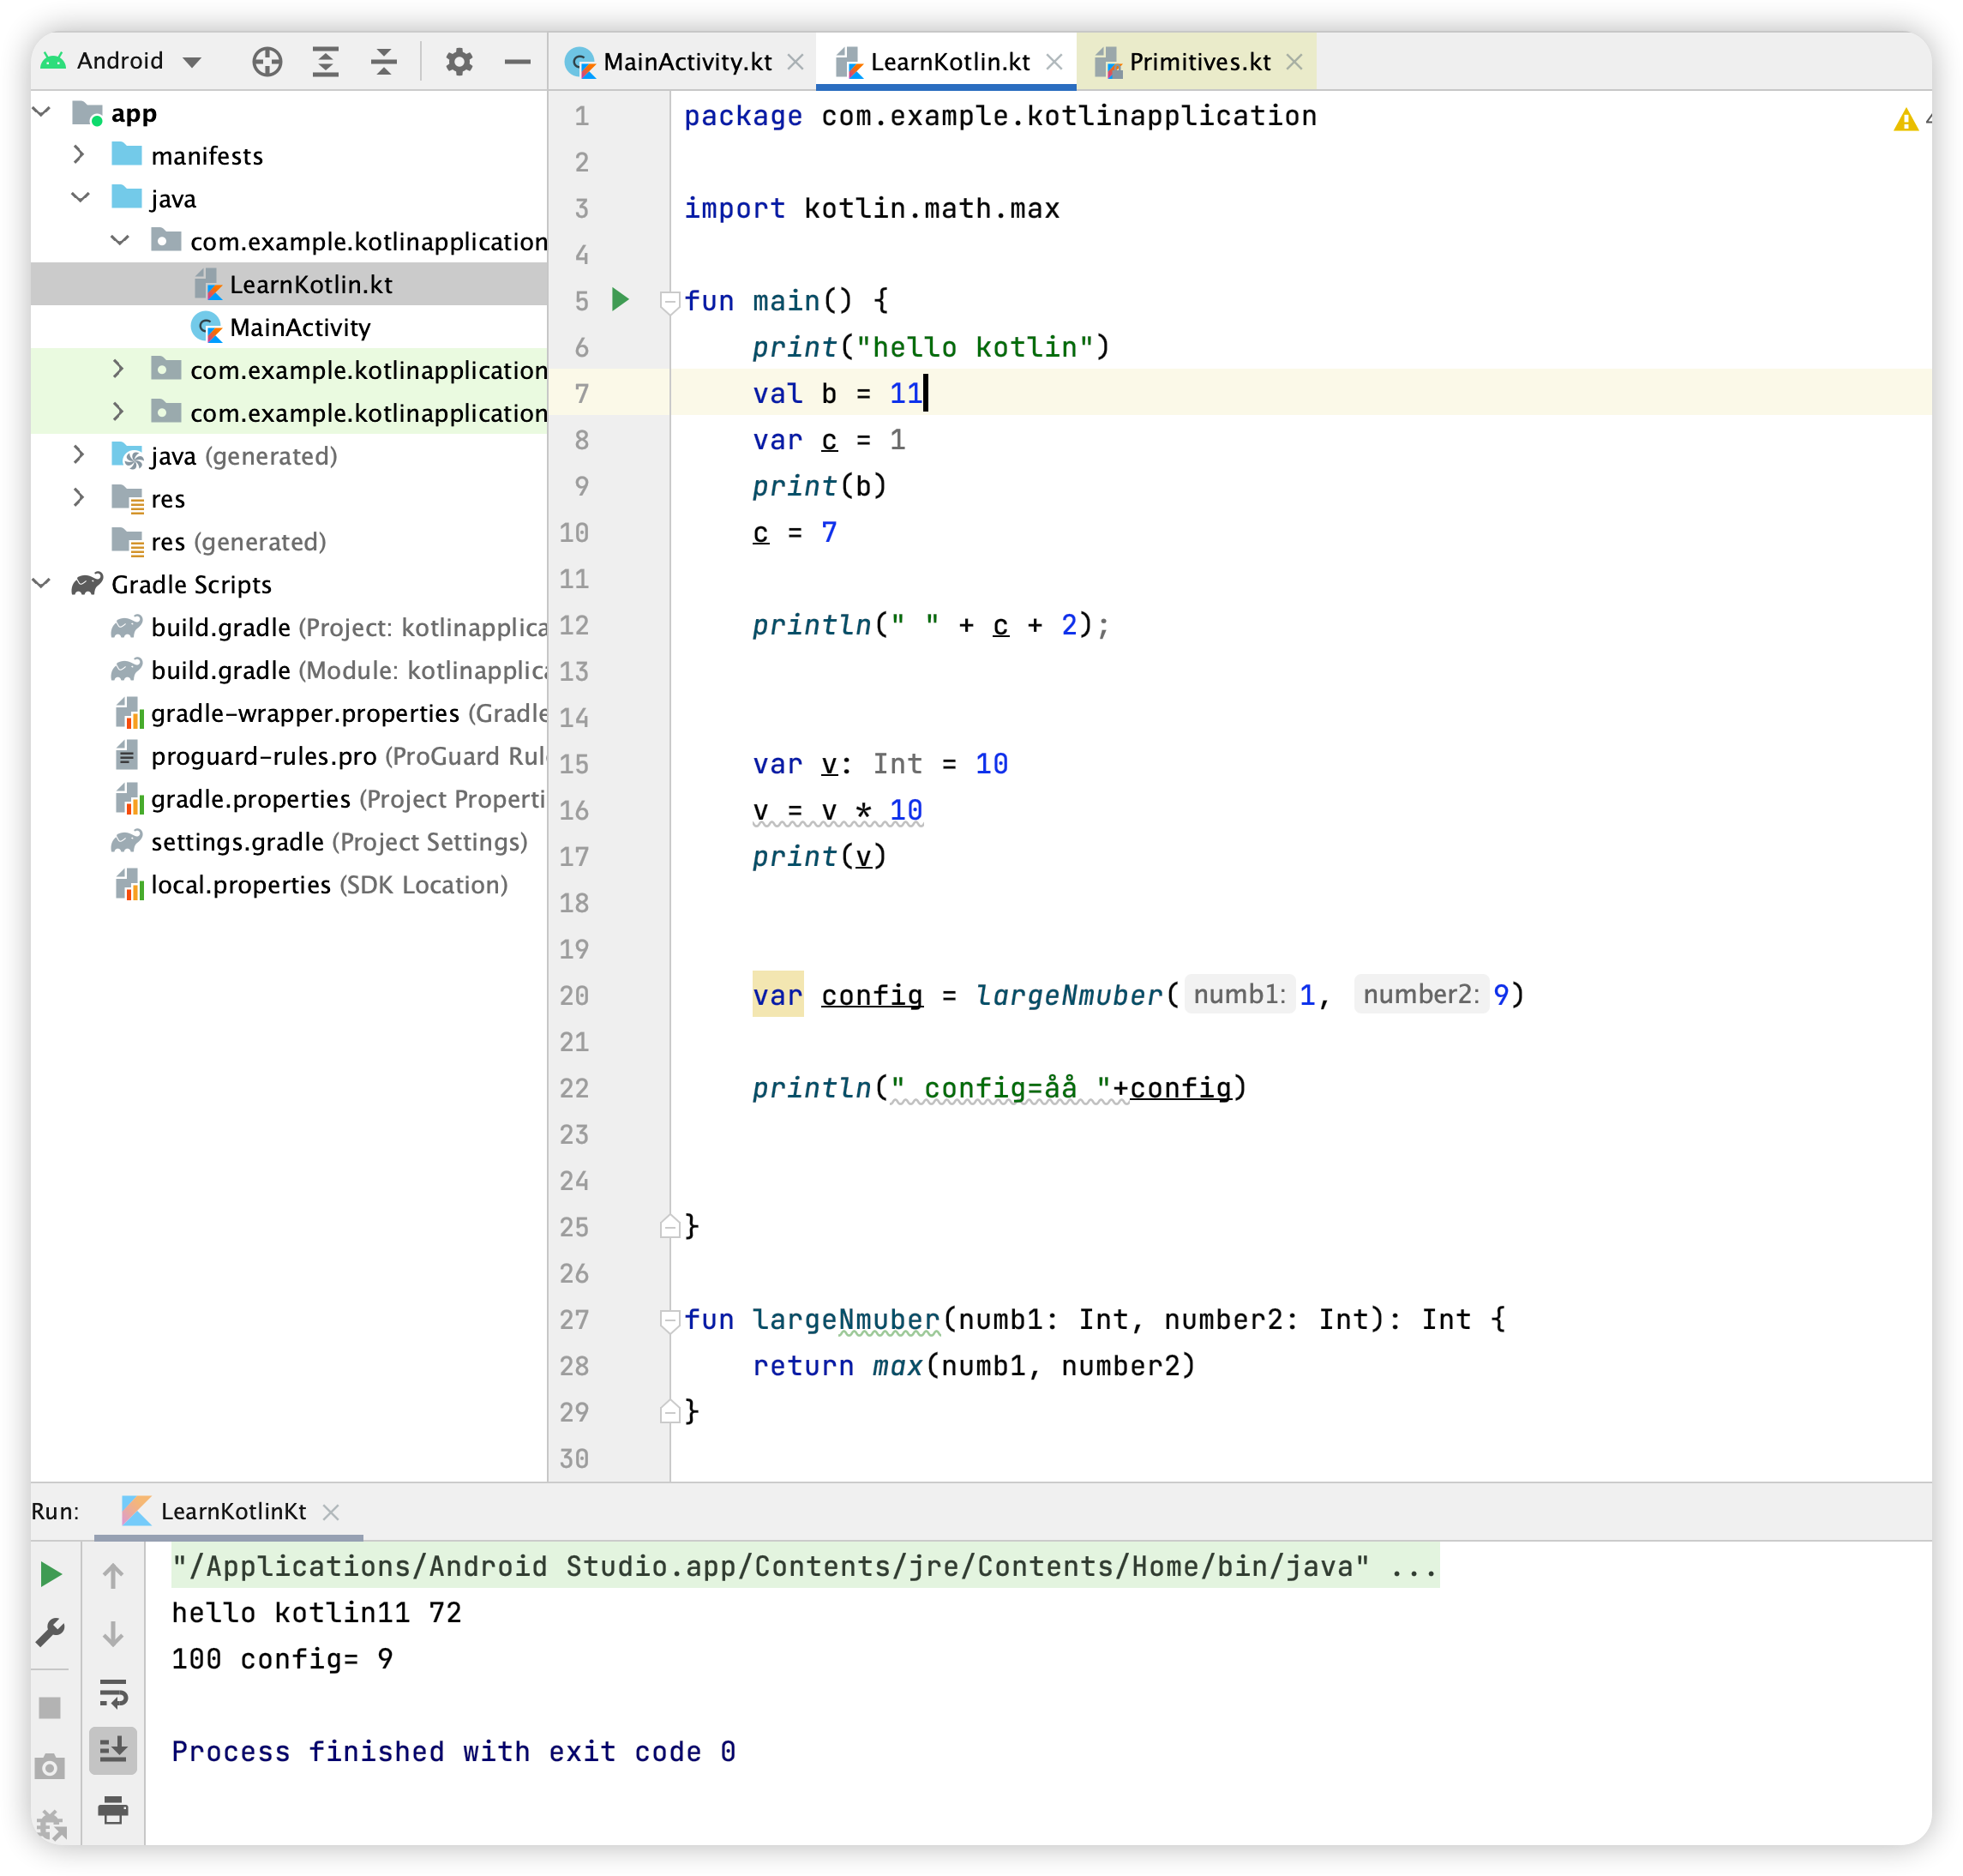 Android
MainActivity.kt
LearnKotlin.kt
Primitives.kt
app
manifests
java
com.example.kotlinapplication
LearnKotlin.kt
MainActivity
com.example.kotlinapplication
com.example.kotlinapplication
java (generated)
res
res (generated)
Gradle Scripts
build.gradle (Project: kotlinapplica
build.gradle (Module: kotlinapplic
gradle-wrapper.properties (Gradle
proguard-rules.pro (ProGuard Rul
gradle.properties (Project Properti
settings.gradle (Project Settings)
local.properties (SDK Location)
1 package com.example.kotlinapplication
2
3 import kotlin.math.max
4
5 fun main() {
6 print("hello kotlin")
7 val b = 11
8 var c = 1
9 print(b)
10 c = 7
11
12 println(" " + c + 2);
13
14
15 var v: Int = 10
16 v = v * 10
17 print(v)
18
19
20 var config = largeNmuber( numb1: 1, number2: 9)
21
22 println(" config=åå "+config)
23
24
25 }
26
27 fun largeNmuber(numb1: Int, number2: Int): Int {
28 return max(numb1, number2)
29 }
30
Run: LearnKotlinKt
"/Applications/Android Studio.app/Contents/jre/Contents/Home/bin/java" ...
hello kotlin11 72
100 config= 9
Process finished with exit code 0